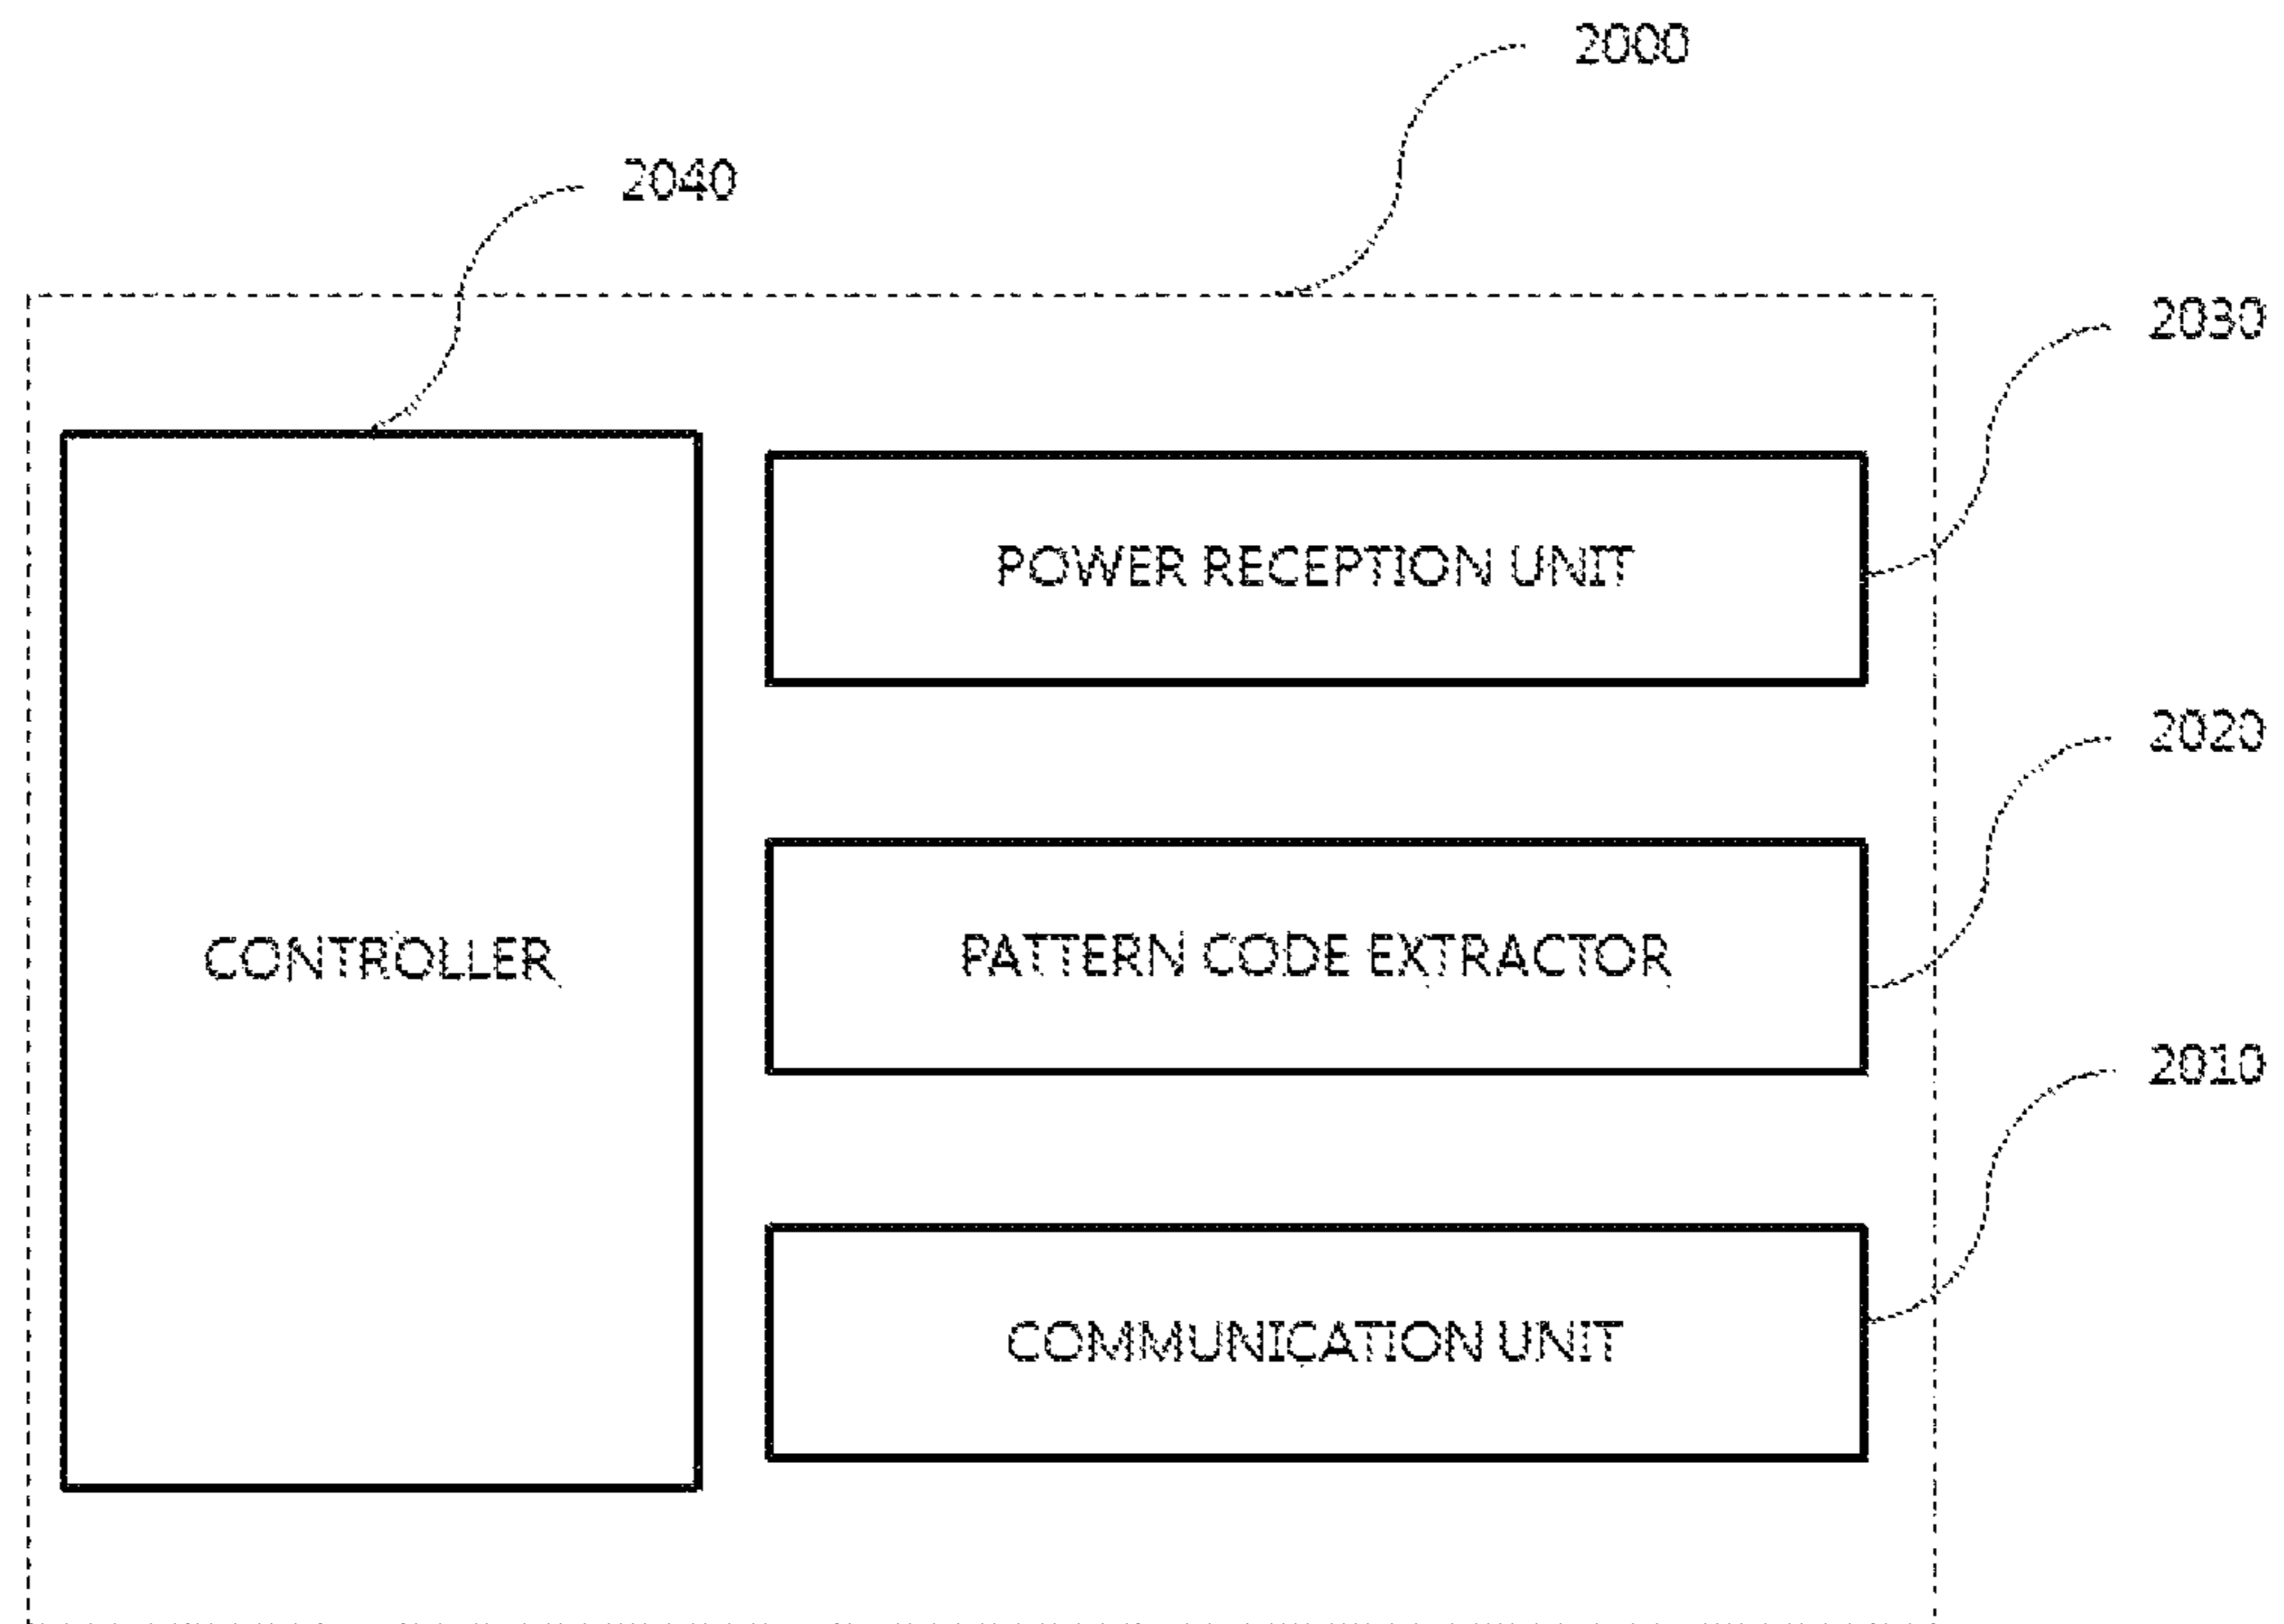 2000
2040
2030
POWER RECEPTION UNIT
2020
CONTROLLER
PATTERN CODE EXTRACTOR
2010
COMMUNICATION UNIT